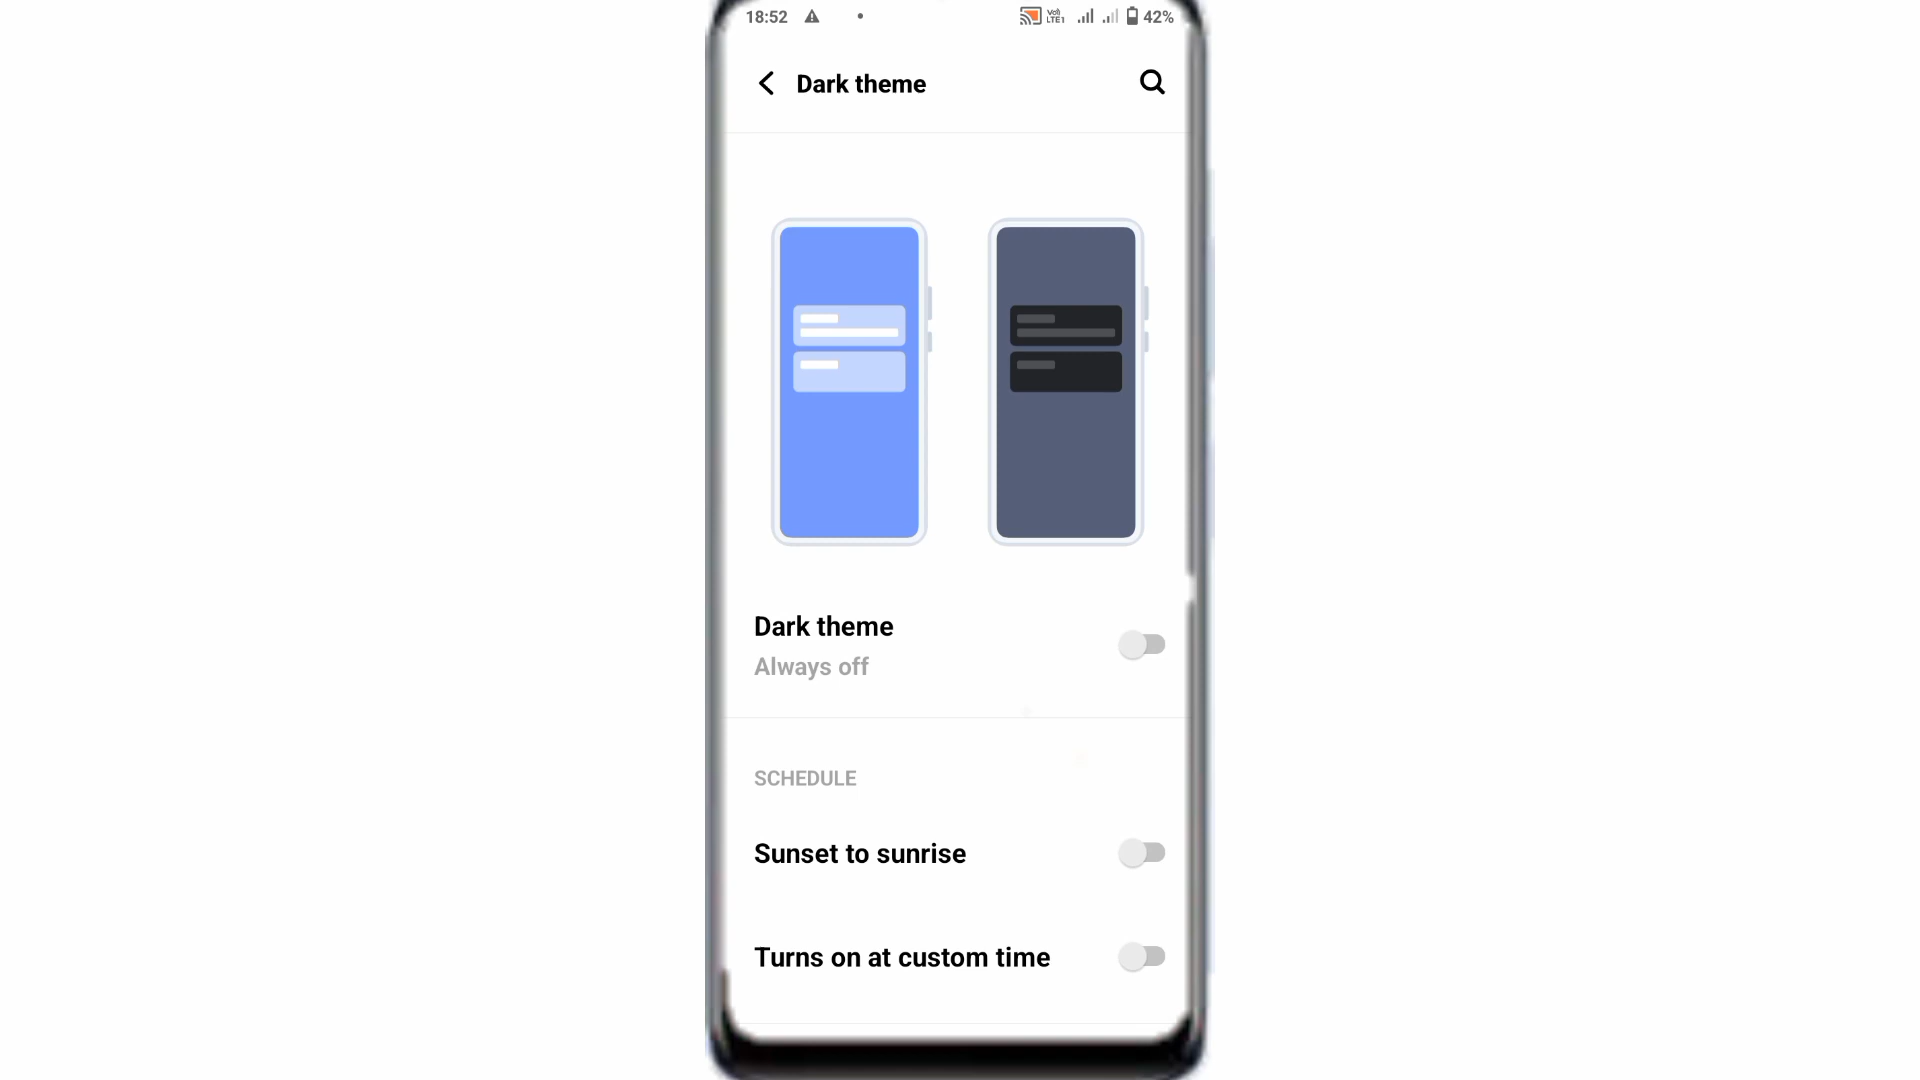 18:52 42%
Dark theme
Dark theme
Always off
SCHEDULE
Sunset to sunrise
Turns on at custom time